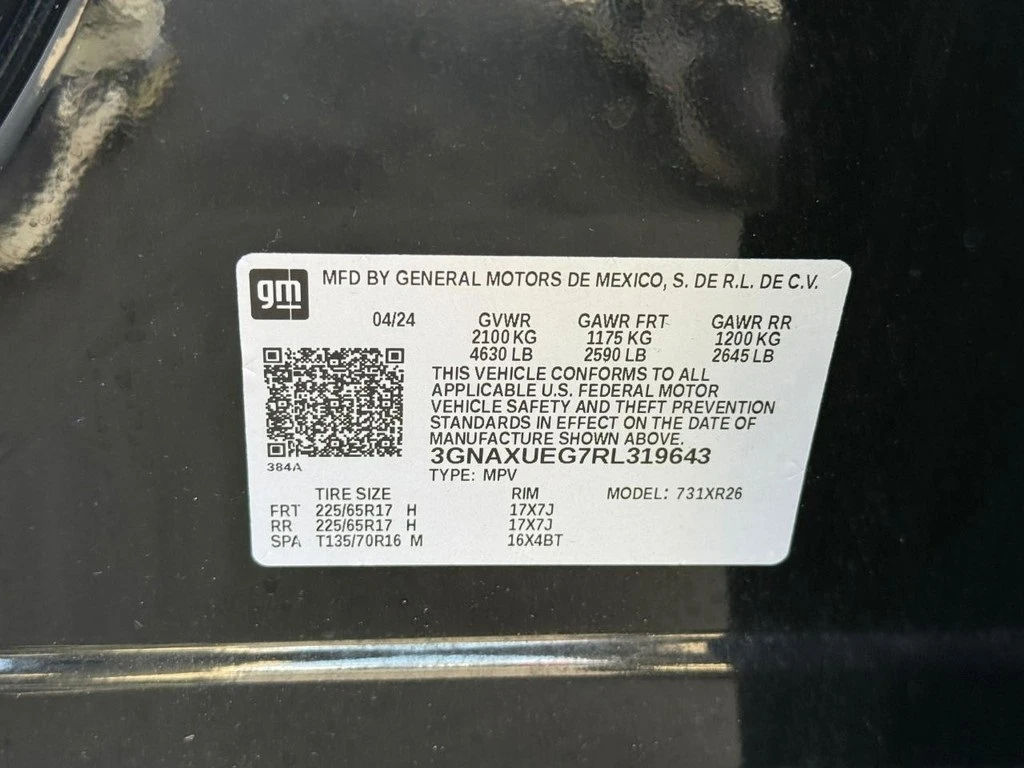 gm MFD BY GENERAL MOTORS DE MEXICO, S. DE R.L. DE C.V.
04/24 GVWR GAWR FRT GAWR RR
2100 KG 1175 KG 1200 KG
4630 LB 2590 LB 2645 LB
THIS VEHICLE CONFORMS TO ALL
APPLICABLE U.S. FEDERAL MOTOR
VEHICLE SAFETY AND THEFT PREVENTION
STANDARDS IN EFFECT ON THE DATE OF
MANUFACTURE SHOWN ABOVE.
3GNAXUEG7RL319643
384A
TYPE: MPV
TIRE SIZE RIM MODEL: 731XR26
FRT 225/65R17 H 17X7J
RR 225/65R17 H 17X7J
SPA T135/70R16 M 16X4BT